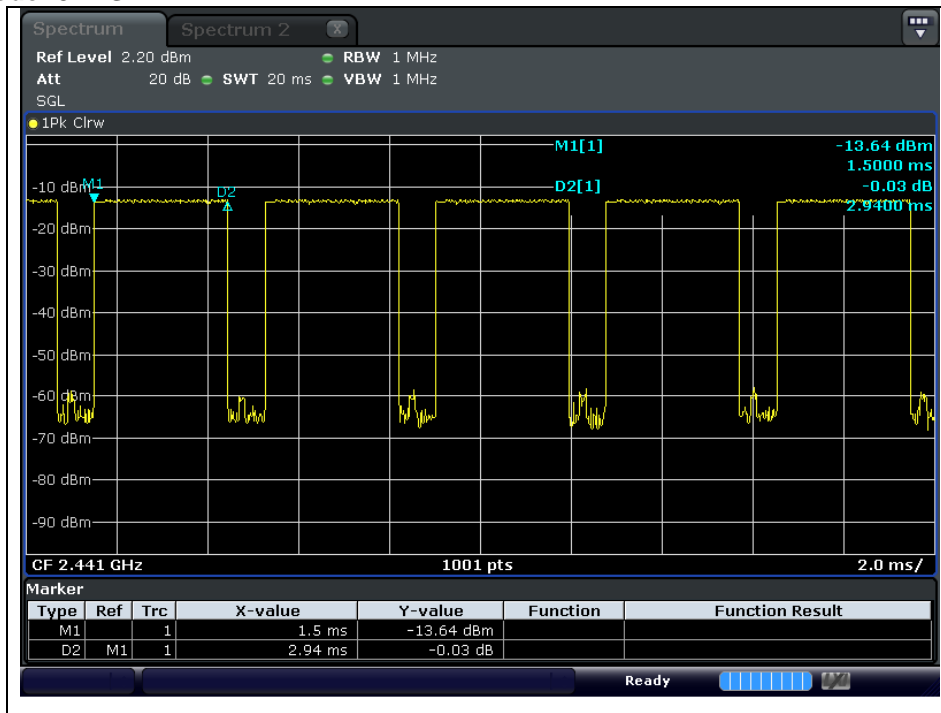 Spectrum Spectrum 2 X
Ref Level 2.20 dBm RBW 1 MHz
Att 20 dB SWT 20 ms VBW 1 MHz
SGL
1Pk Clrw
M1[1] -13.64 dBm
1.5000 ms
-10 dBm M1 D2 D2[1] -0.03 dB
2.9400 ms
-20 dBm
-30 dBm
-40 dBm
-50 dBm
-60 dBm
-70 dBm
-80 dBm
-90 dBm
CF 2.441 GHz 1001 pts 2.0 ms/
Marker
Type Ref Trc X-value Y-value Function Function Result
M1 1 1.5 ms -13.64 dBm
D2 M1 1 2.94 ms -0.03 dB
Ready